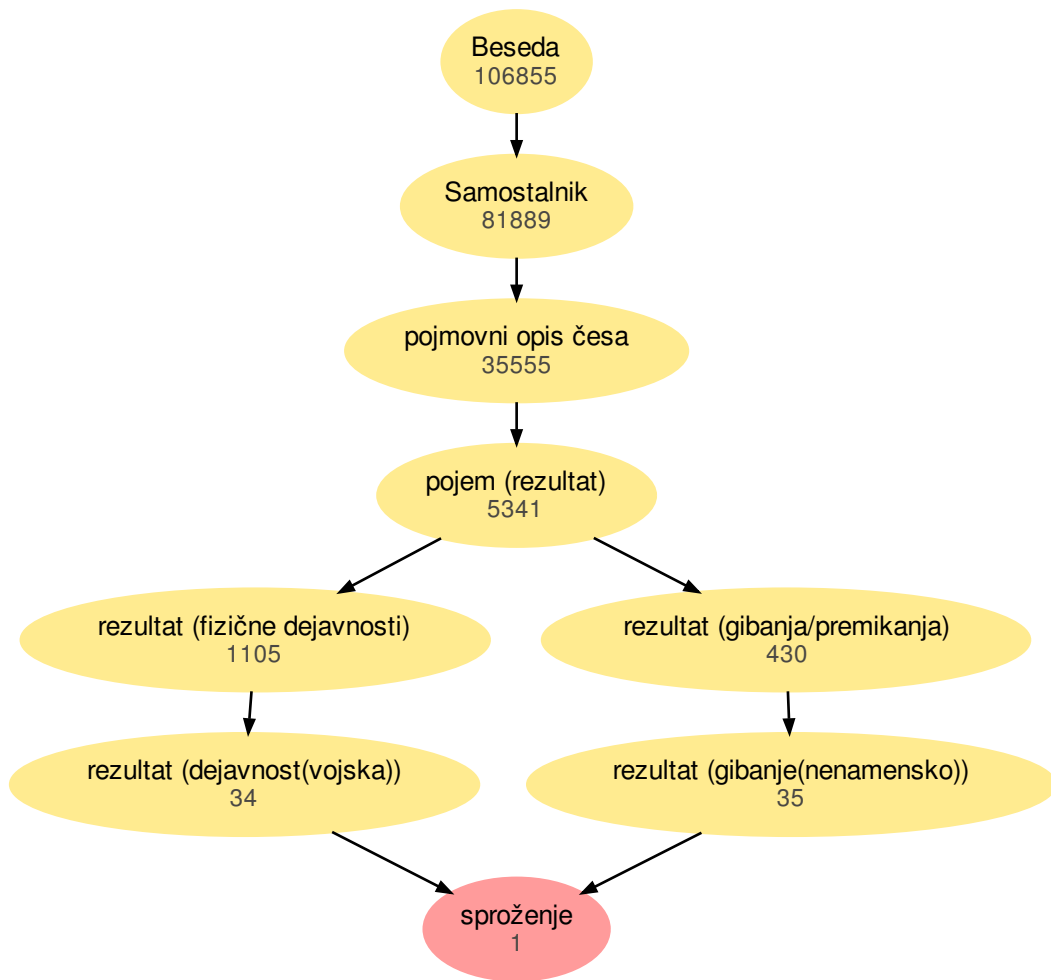 Beseda
106855
Samostalnik
81889
pojmovni opis česa
35555
pojem (rezultat)
5341
rezultat (fizične dejavnosti)
1105
rezultat (gibanja/premikanja)
430
rezultat (dejavnost(vojska))
34
rezultat (gibanje(nenamensko))
35
sproženje
1